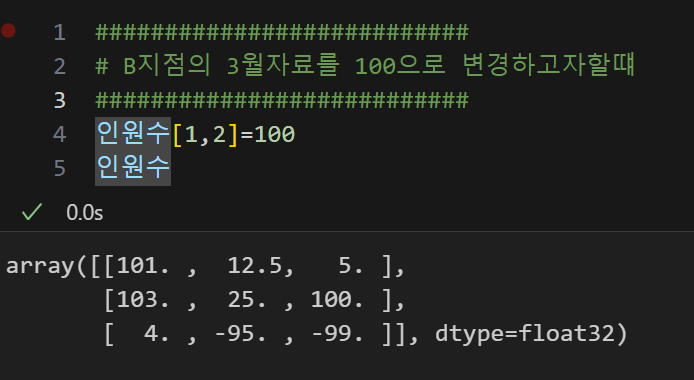 1 ###########################
2 # B지점의 3월자료를 100으로 변경하고자할떄
3 ###########################
4 인원수[1,2]=100
5 인원수
0.0s
array([[101. ,  12.5,   5. ],
       [103. ,  25. , 100. ],
       [  4. , -95. , -99. ]], dtype=float32)